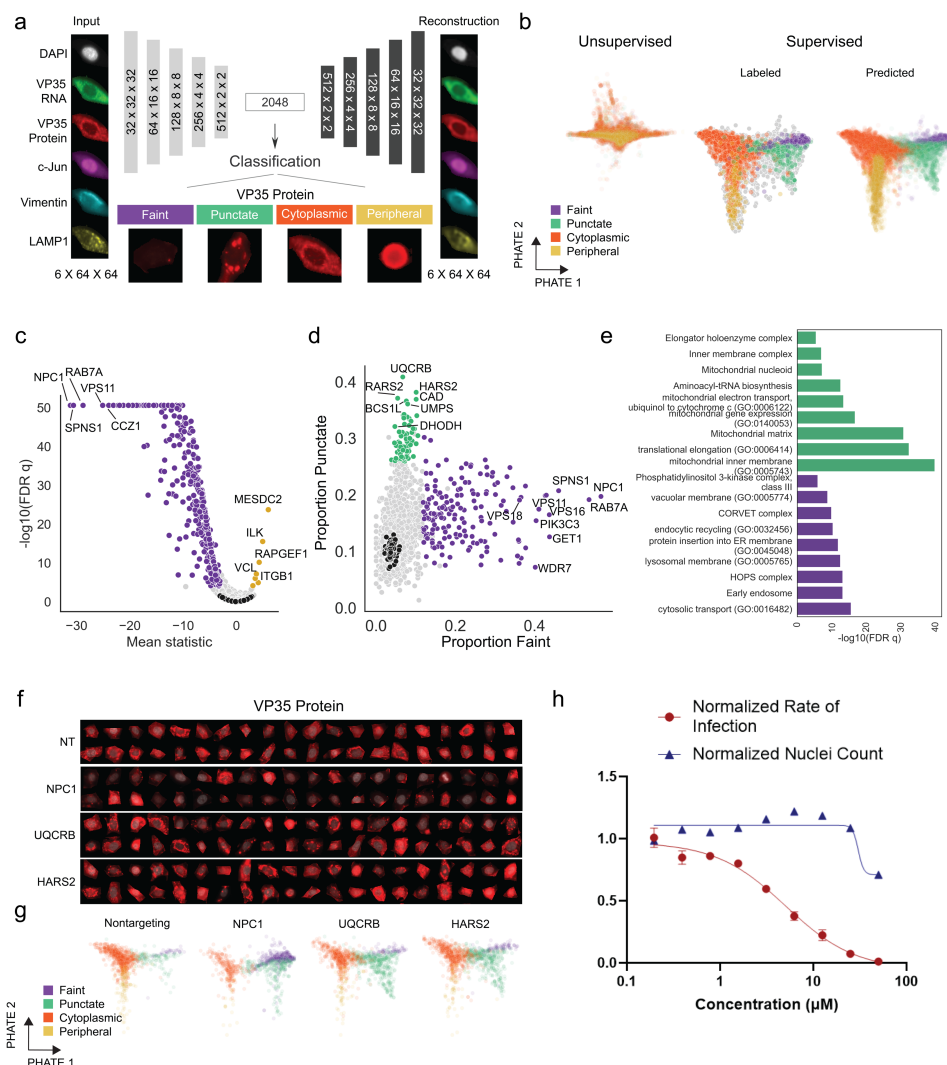 a
Input
Reconstruction
DAPI
VP35
RNA
VP35
Protein
c-Jun
Vimentin
LAMP1
6 X 64 X 64
32 x 32 x 32
64 x 16 x 16
128 x 8 x 8
256 x 4 x 4
512 x 2 x 2
2048
512 x 2 x 2
256 x 4 x 4
128 x 8 x 8
64 x 16 x 16
32 x 32 x 32
Classification
VP35 Protein
Faint
Punctate
Cytoplasmic
Peripheral
6 X 64 X 64
b
Unsupervised
Supervised
Labeled
Predicted
Faint
Punctate
Cytoplasmic
Peripheral
PHATE 2
PHATE 1
c
NPC1
RAB7A
VPS11
SPNS1
CCZ1
MESDC2
ILK
RAPGEF1
VCL
ITGB1
-log10(FDR q)
50
40
30
20
10
0
−30
−20
−10
0
Mean statistic
d
UQCRB
RARS2
HARS2
CAD
BCS1L
UMPS
DHODH
SPNS1
NPC1
VPS11
RAB7A
VPS18
VPS16
PIK3C3
GET1
WDR7
Proportion Punctate
0.4
0.3
0.2
0.1
0.0
0.0
0.2
0.4
0.6
Proportion Faint
e
Elongator holoenzyme complex
Inner membrane complex
Mitochondrial nucleoid
Aminoacyl-tRNA biosynthesis
mitochondrial electron transport,
ubiquinol to cytochrome c (GO:0006122)
mitochondrial gene expression
(GO:0140053)
Mitochondrial matrix
translational elongation (GO:0006414)
mitochondrial inner membrane
(GO:0005743)
Phosphatidylinositol 3-kinase complex,
class III
vacuolar membrane (GO:0005774)
CORVET complex
endocytic recycling (GO:0032456)
protein insertion into ER membrane
(GO:0045048)
lysosomal membrane (GO:0005765)
HOPS complex
Early endosome
cytosolic transport (GO:0016482)
0
10
20
30
40
-log10(FDR q)
f
VP35 Protein
NT
NPC1
UQCRB
HARS2
g
Nontargeting
NPC1
UQCRB
HARS2
Faint
Punctate
Cytoplasmic
Peripheral
PHATE 2
PHATE 1
h
Normalized Rate of
Infection
Normalized Nuclei Count
1.5
1.0
0.5
0.0
0.1
1
10
100
Concentration (µM)